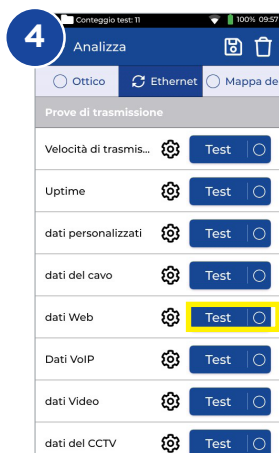 4
Conteggio test: 11 100% 09:57
Analizza
Ottico Ethernet Mappa de
Prove di trasmissione
Velocità di trasmis... Test
Uptime Test
dati personalizzati Test
dati del cavo Test
dati Web Test
Dati VoIP Test
dati Video Test
dati del CCTV Test